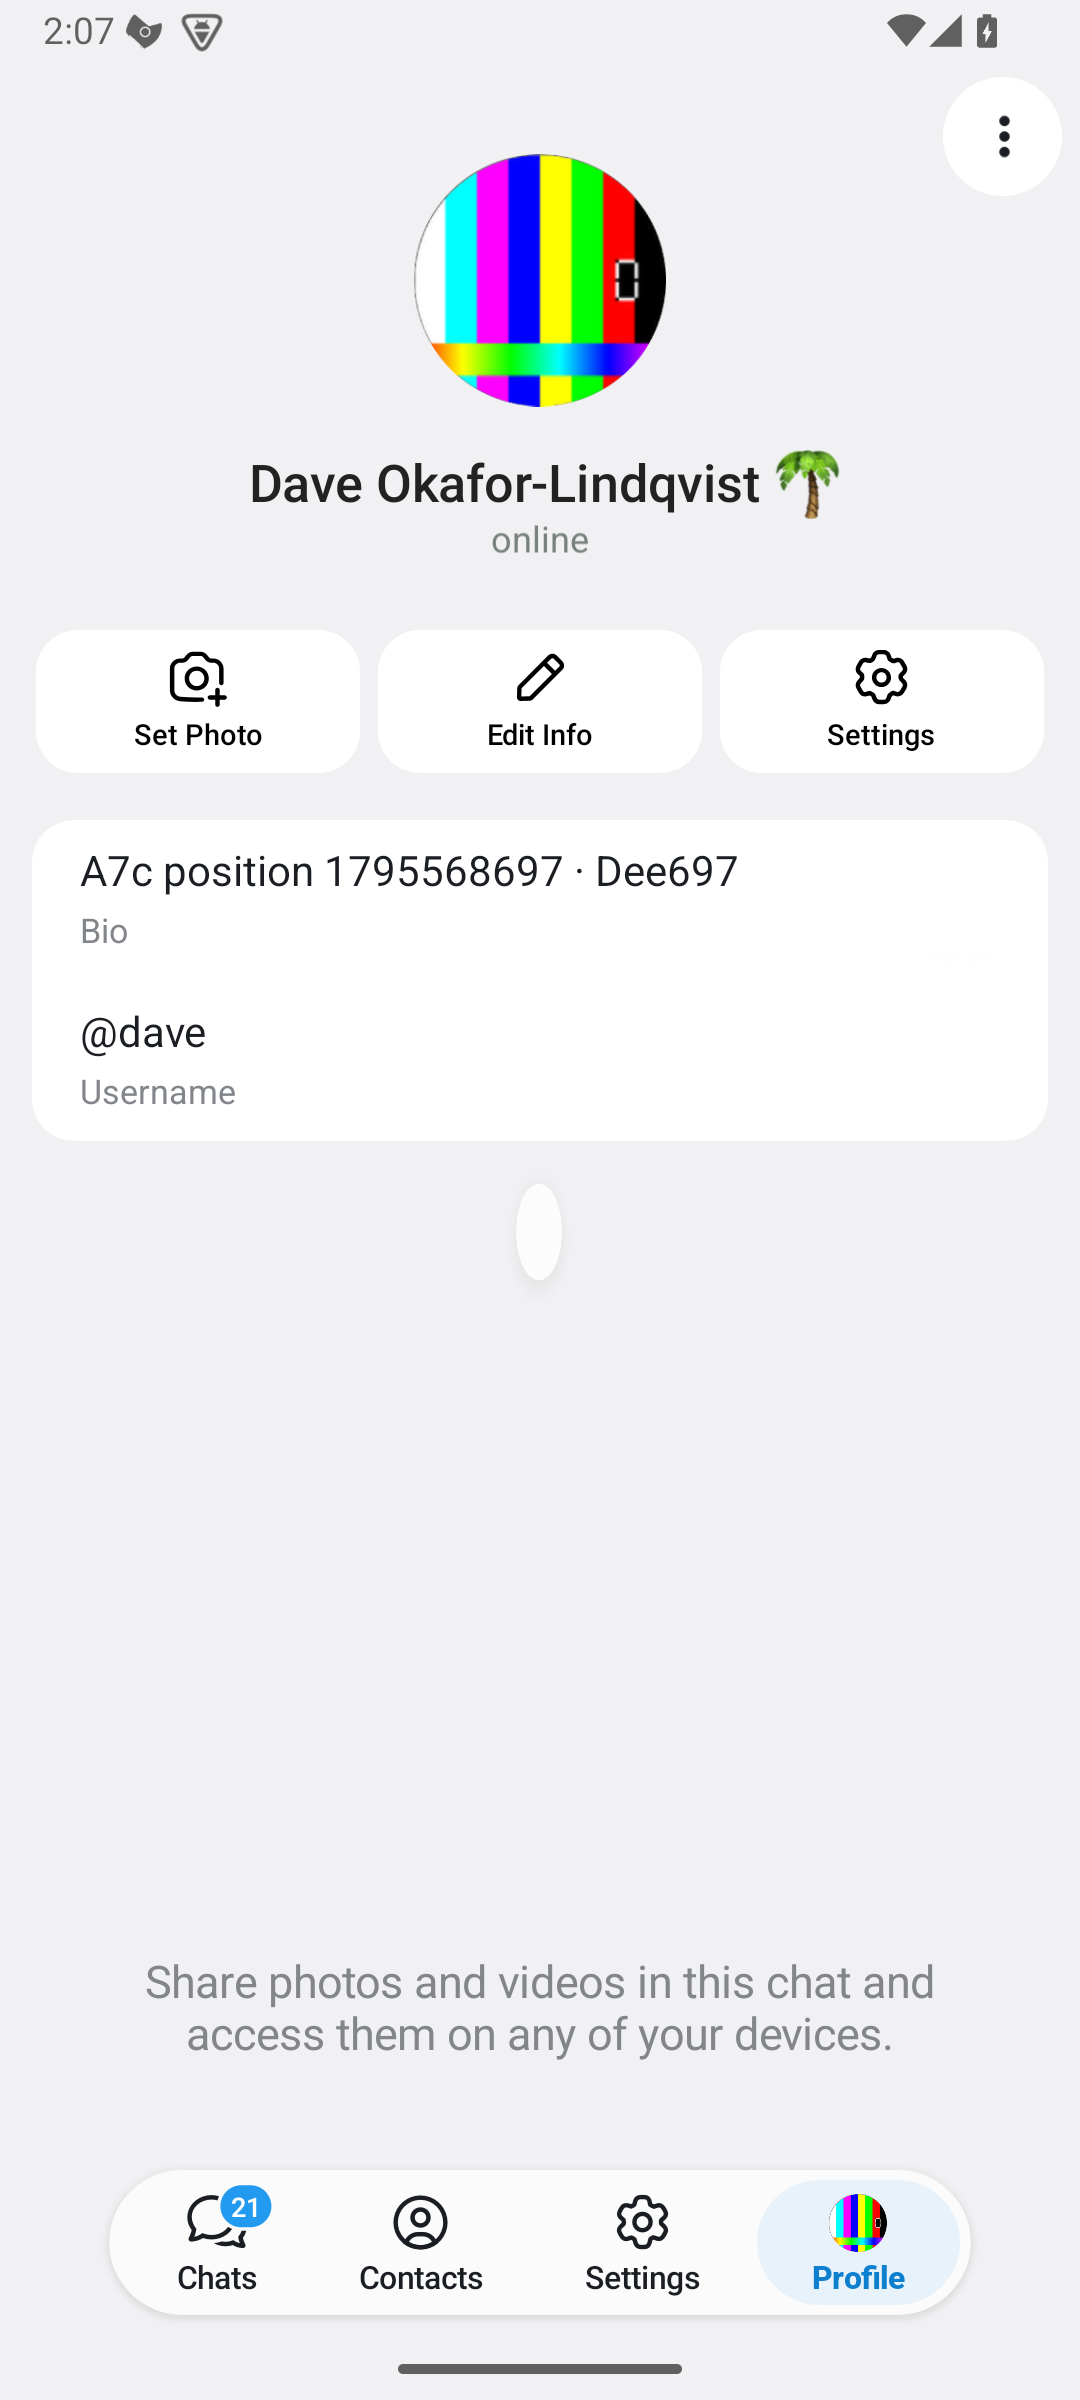 2:07
0
Dave Okafor-Lindqvist 🌴
online
Set Photo
Edit Info
Settings
A7c position 1795568697 · Dee697
Bio
@dave
Username
Share photos and videos in this chat and
access them on any of your devices.
21
Chats
Contacts
Settings
Profile